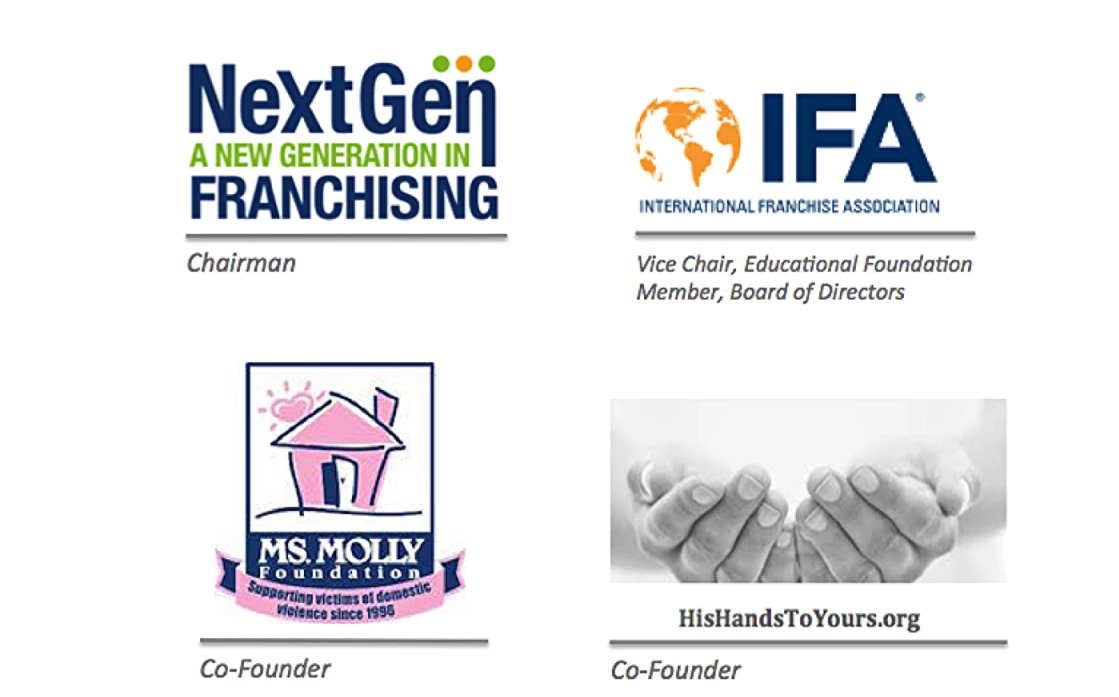 NextGen
A NEW GENERATION IN
FRANCHISING
Chairman
IFA®
INTERNATIONAL FRANCHISE ASSOCIATION
Vice Chair, Educational Foundation
Member, Board of Directors
MS. MOLLY
Foundation
Supporting victims of domestic
violence since 1996
Co-Founder
HisHandsToYours.org
Co-Founder